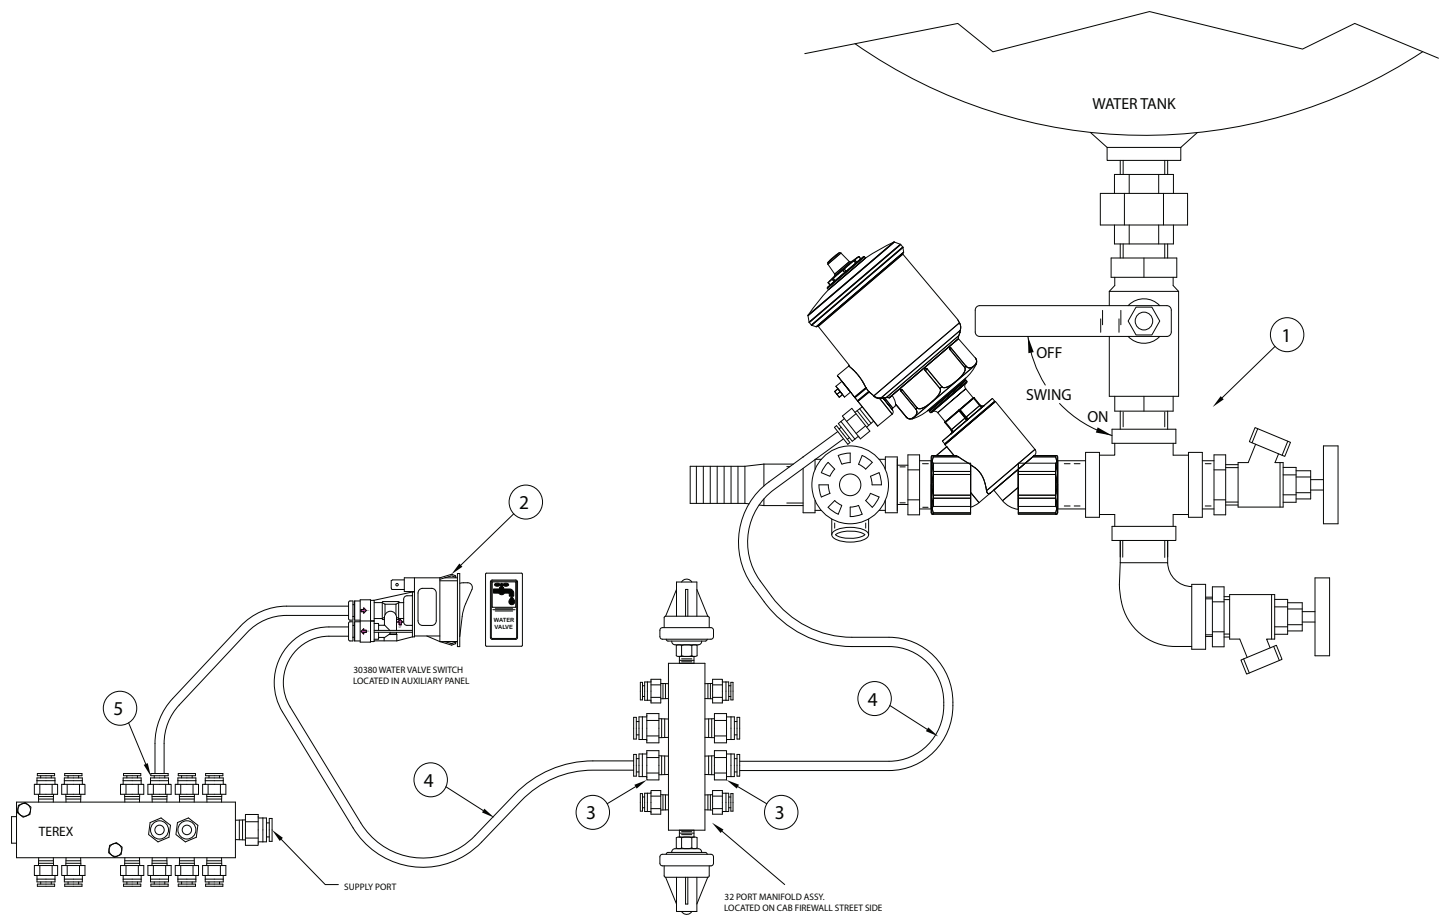 WATER TANK
OFF
SWING
ON
1
2
WATER
VALVE
30380 WATER VALVE SWITCH
LOCATED IN AUXILIARY PANEL
5
4
4
3
3
TEREX
SUPPLY PORT
32 PORT MANIFOLD ASSY.
LOCATED ON CAB FIREWALL STREET SIDE